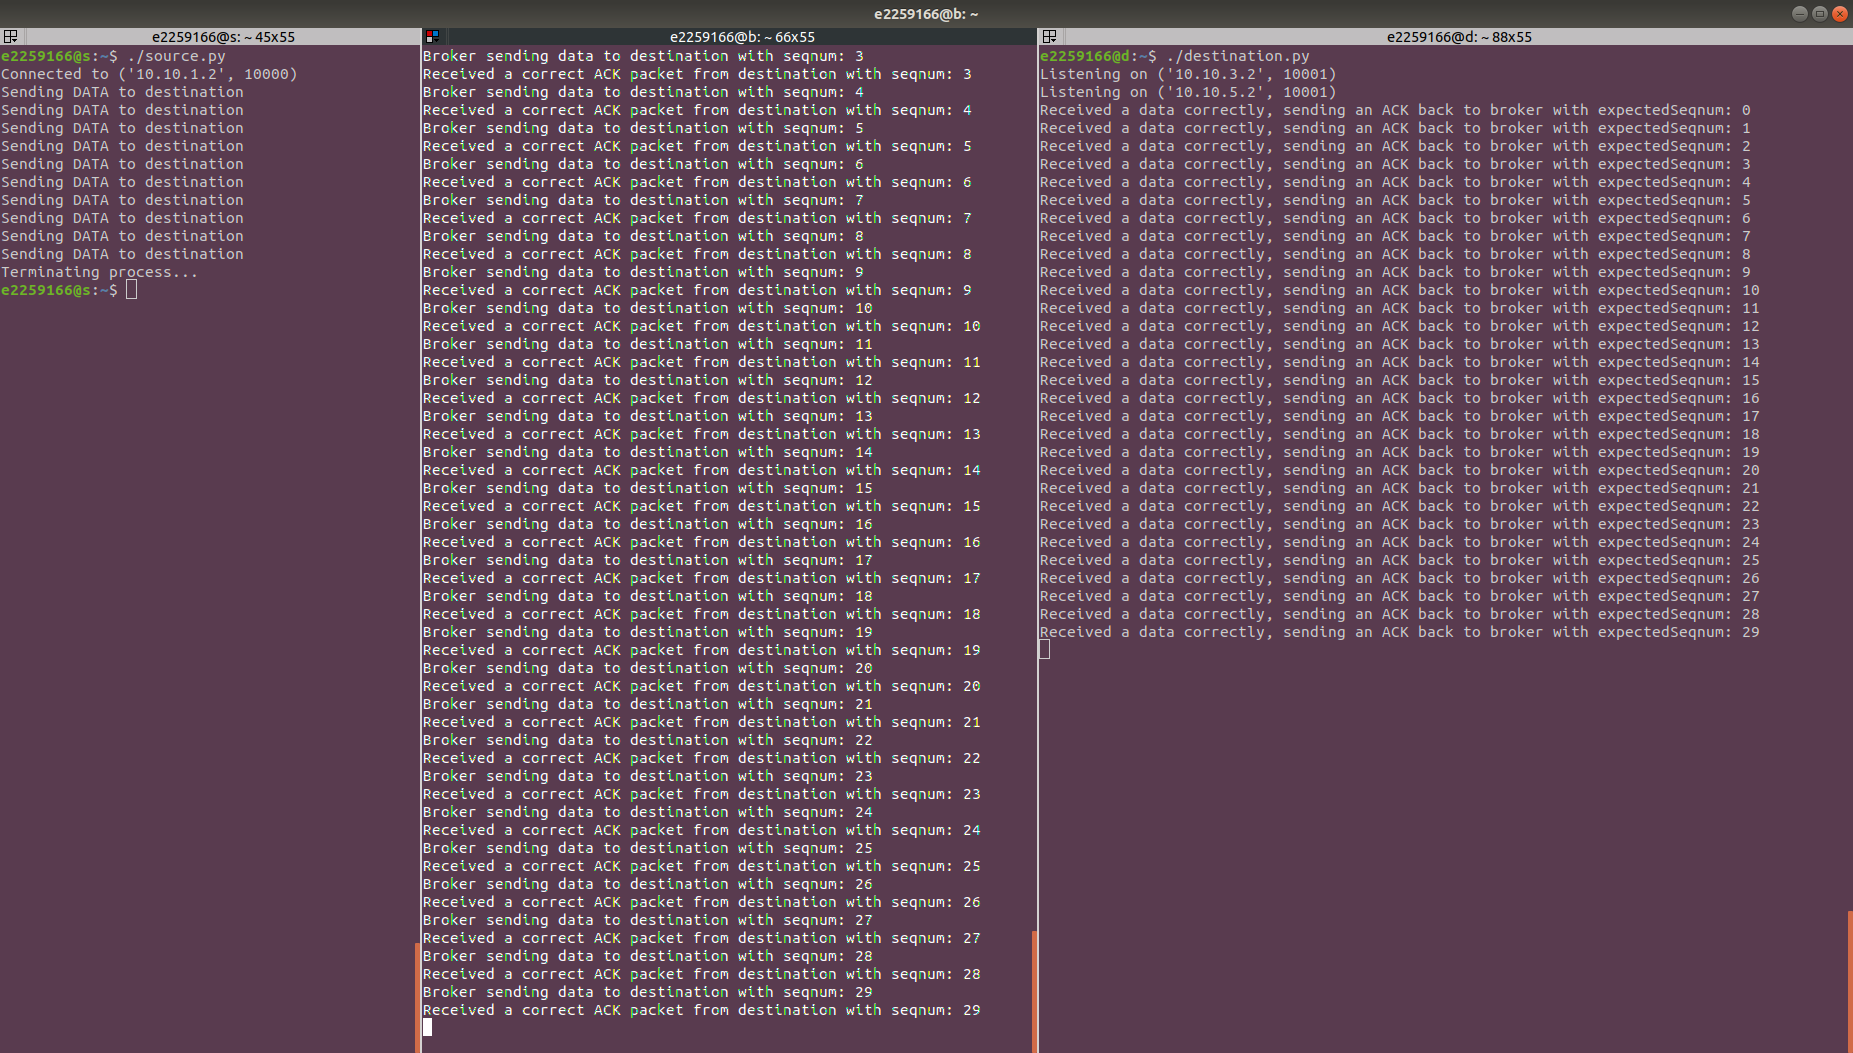 e2259166@b: ~
e2259166@s: ~ 45x55
e2259166@s:~$ ./source.py
Connected to ('10.10.1.2', 10000)
Sending DATA to destination
Sending DATA to destination
Sending DATA to destination
Sending DATA to destination
Sending DATA to destination
Sending DATA to destination
Sending DATA to destination
Sending DATA to destination
Sending DATA to destination
Sending DATA to destination
Terminating process...
e2259166@s:~$
e2259166@b: ~ 66x55
Broker sending data to destination with seqnum: 3
Received a correct ACK packet from destination with seqnum: 3
Broker sending data to destination with seqnum: 4
Received a correct ACK packet from destination with seqnum: 4
Broker sending data to destination with seqnum: 5
Received a correct ACK packet from destination with seqnum: 5
Broker sending data to destination with seqnum: 6
Received a correct ACK packet from destination with seqnum: 6
Broker sending data to destination with seqnum: 7
Received a correct ACK packet from destination with seqnum: 7
Broker sending data to destination with seqnum: 8
Received a correct ACK packet from destination with seqnum: 8
Broker sending data to destination with seqnum: 9
Received a correct ACK packet from destination with seqnum: 9
Broker sending data to destination with seqnum: 10
Received a correct ACK packet from destination with seqnum: 10
Broker sending data to destination with seqnum: 11
Received a correct ACK packet from destination with seqnum: 11
Broker sending data to destination with seqnum: 12
Received a correct ACK packet from destination with seqnum: 12
Broker sending data to destination with seqnum: 13
Received a correct ACK packet from destination with seqnum: 13
Broker sending data to destination with seqnum: 14
Received a correct ACK packet from destination with seqnum: 14
Broker sending data to destination with seqnum: 15
Received a correct ACK packet from destination with seqnum: 15
Broker sending data to destination with seqnum: 16
Received a correct ACK packet from destination with seqnum: 16
Broker sending data to destination with seqnum: 17
Received a correct ACK packet from destination with seqnum: 17
Broker sending data to destination with seqnum: 18
Received a correct ACK packet from destination with seqnum: 18
Broker sending data to destination with seqnum: 19
Received a correct ACK packet from destination with seqnum: 19
Broker sending data to destination with seqnum: 20
Received a correct ACK packet from destination with seqnum: 20
Broker sending data to destination with seqnum: 21
Received a correct ACK packet from destination with seqnum: 21
Broker sending data to destination with seqnum: 22
Received a correct ACK packet from destination with seqnum: 22
Broker sending data to destination with seqnum: 23
Received a correct ACK packet from destination with seqnum: 23
Broker sending data to destination with seqnum: 24
Received a correct ACK packet from destination with seqnum: 24
Broker sending data to destination with seqnum: 25
Received a correct ACK packet from destination with seqnum: 25
Broker sending data to destination with seqnum: 26
Received a correct ACK packet from destination with seqnum: 26
Broker sending data to destination with seqnum: 27
Received a correct ACK packet from destination with seqnum: 27
Broker sending data to destination with seqnum: 28
Received a correct ACK packet from destination with seqnum: 28
Broker sending data to destination with seqnum: 29
Received a correct ACK packet from destination with seqnum: 29
e2259166@d: ~ 88x55
e2259166@d:~$ ./destination.py
Listening on ('10.10.3.2', 10001)
Listening on ('10.10.5.2', 10001)
Received a data correctly, sending an ACK back to broker with expectedSeqnum: 0
Received a data correctly, sending an ACK back to broker with expectedSeqnum: 1
Received a data correctly, sending an ACK back to broker with expectedSeqnum: 2
Received a data correctly, sending an ACK back to broker with expectedSeqnum: 3
Received a data correctly, sending an ACK back to broker with expectedSeqnum: 4
Received a data correctly, sending an ACK back to broker with expectedSeqnum: 5
Received a data correctly, sending an ACK back to broker with expectedSeqnum: 6
Received a data correctly, sending an ACK back to broker with expectedSeqnum: 7
Received a data correctly, sending an ACK back to broker with expectedSeqnum: 8
Received a data correctly, sending an ACK back to broker with expectedSeqnum: 9
Received a data correctly, sending an ACK back to broker with expectedSeqnum: 10
Received a data correctly, sending an ACK back to broker with expectedSeqnum: 11
Received a data correctly, sending an ACK back to broker with expectedSeqnum: 12
Received a data correctly, sending an ACK back to broker with expectedSeqnum: 13
Received a data correctly, sending an ACK back to broker with expectedSeqnum: 14
Received a data correctly, sending an ACK back to broker with expectedSeqnum: 15
Received a data correctly, sending an ACK back to broker with expectedSeqnum: 16
Received a data correctly, sending an ACK back to broker with expectedSeqnum: 17
Received a data correctly, sending an ACK back to broker with expectedSeqnum: 18
Received a data correctly, sending an ACK back to broker with expectedSeqnum: 19
Received a data correctly, sending an ACK back to broker with expectedSeqnum: 20
Received a data correctly, sending an ACK back to broker with expectedSeqnum: 21
Received a data correctly, sending an ACK back to broker with expectedSeqnum: 22
Received a data correctly, sending an ACK back to broker with expectedSeqnum: 23
Received a data correctly, sending an ACK back to broker with expectedSeqnum: 24
Received a data correctly, sending an ACK back to broker with expectedSeqnum: 25
Received a data correctly, sending an ACK back to broker with expectedSeqnum: 26
Received a data correctly, sending an ACK back to broker with expectedSeqnum: 27
Received a data correctly, sending an ACK back to broker with expectedSeqnum: 28
Received a data correctly, sending an ACK back to broker with expectedSeqnum: 29